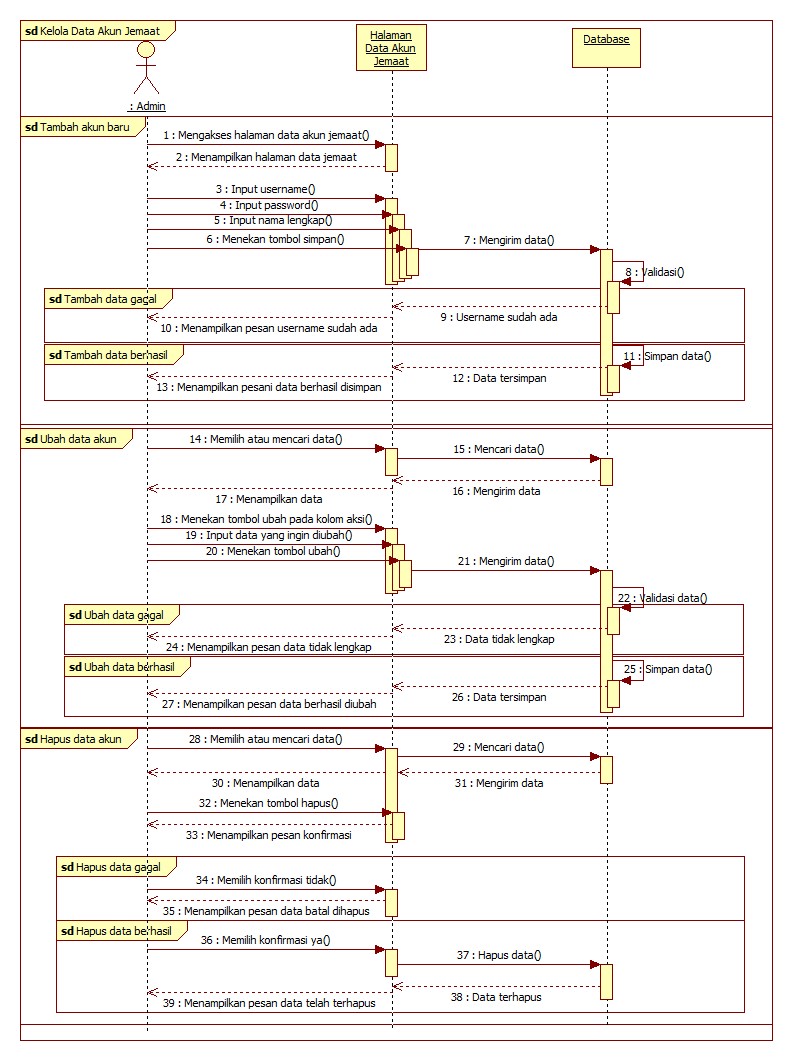 sd Kelola Data Akun Jemaat
Halaman
Data Akun
Jemaat
Database
: Admin
sd Tambah akun baru
1 : Mengakses halaman data akun jemaat()
2 : Menampilkan halaman data jemaat
3 : Input username()
4 : Input password()
5 : Input nama lengkap()
6 : Menekan tombol simpan()
7 : Mengirim data()
8 : Validasi()
sd Tambah data gagal
9 : Username sudah ada
10 : Menampilkan pesan username sudah ada
sd Tambah data berhasil
11 : Simpan data()
12 : Data tersimpan
13 : Menampilkan pesani data berhasil disimpan
sd Ubah data akun
14 : Memilih atau mencari data()
15 : Mencari data()
16 : Mengirim data
17 : Menampilkan data
18 : Menekan tombol ubah pada kolom aksi()
19 : Input data yang ingin diubah()
20 : Menekan tombol ubah()
21 : Mengirim data()
22 : Validasi data()
sd Ubah data gagal
23 : Data tidak lengkap
24 : Menampilkan pesan data tidak lengkap
sd Ubah data berhasil
25 : Simpan data()
26 : Data tersimpan
27 : Menampilkan pesan data berhasil diubah
sd Hapus data akun
28 : Memilih atau mencari data()
29 : Mencari data()
30 : Menampilkan data
31 : Mengirim data
32 : Menekan tombol hapus()
33 : Menampilkan pesan konfirmasi
sd Hapus data gagal
34 : Memilih konfirmasi tidak()
35 : Menampilkan pesan data batal dihapus
sd Hapus data berhasil
36 : Memilih konfirmasi ya()
37 : Hapus data()
38 : Data terhapus
39 : Menampilkan pesan data telah terhapus